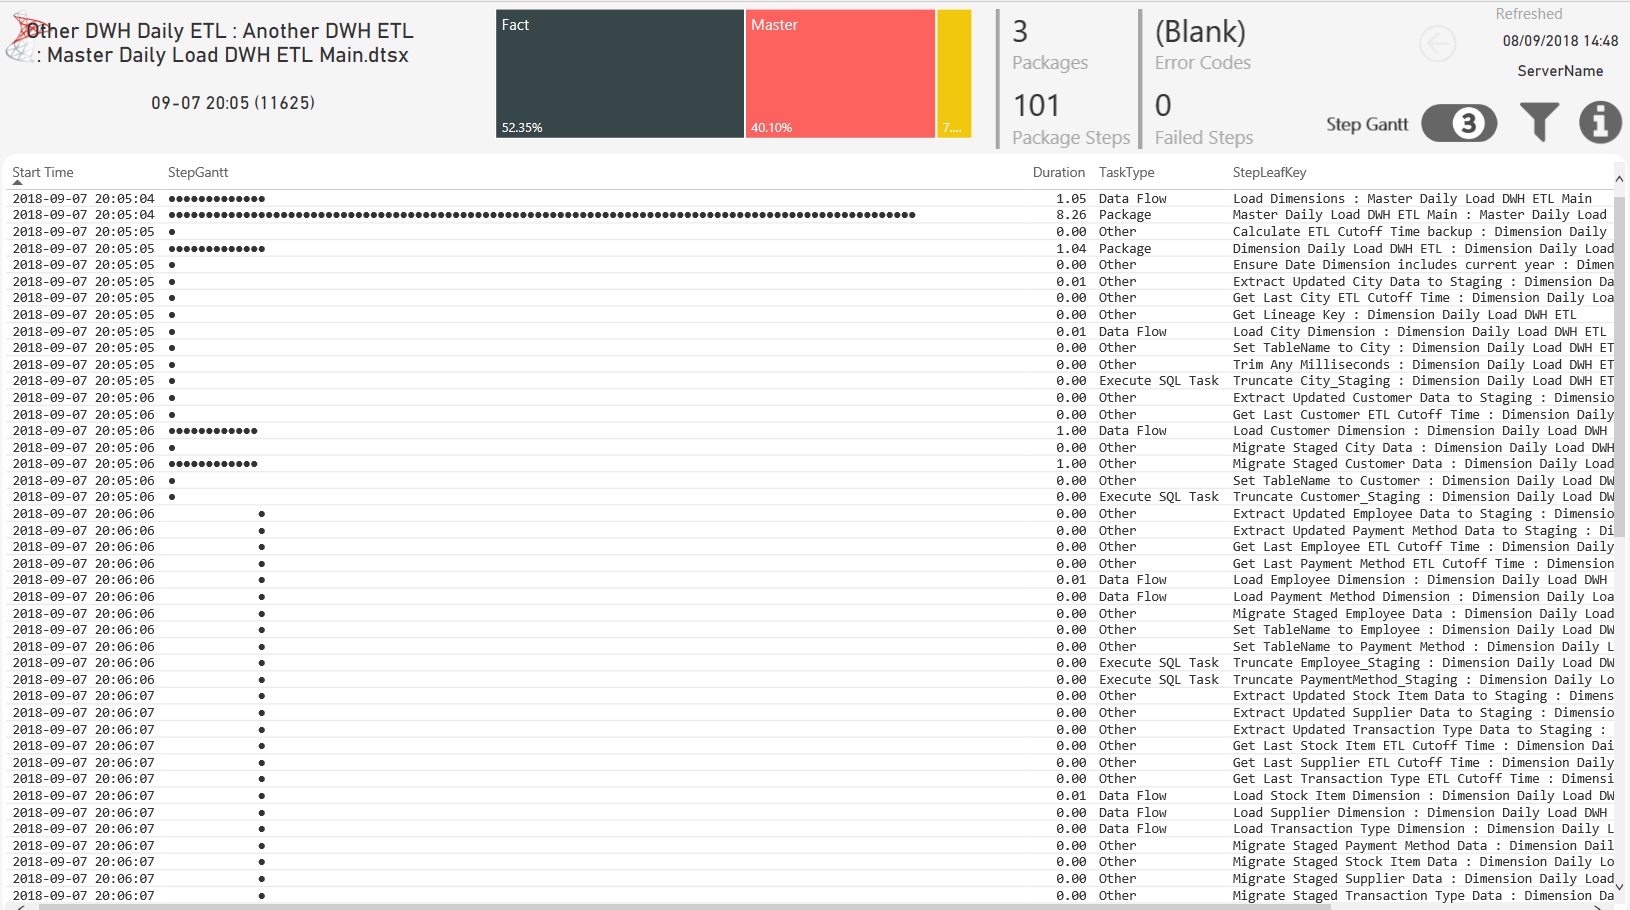 Other DWH Daily ETL : Another DWH ETL
: Master Daily Load DWH ETL Main.dtsx
09-07 20:05 (11625)
Fact
52.35%
Master
40.10%
7....
3
Packages
101
Package Steps
(Blank)
Error Codes
0
Failed Steps
Refreshed
08/09/2018 14:48
ServerName
Step Gantt 3
Start Time StepGantt Duration TaskType StepLeafKey
2018-09-07 20:05:04 1.05 Data Flow Load Dimensions : Master Daily Load DWH ETL Main
2018-09-07 20:05:04 8.26 Package Master Daily Load DWH ETL Main : Master Daily Load
2018-09-07 20:05:05 0.00 Other Calculate ETL Cutoff Time backup : Dimension Daily
2018-09-07 20:05:05 1.04 Package Dimension Daily Load DWH ETL : Dimension Daily Load
2018-09-07 20:05:05 0.00 Other Ensure Date Dimension includes current year : Dimen
2018-09-07 20:05:05 0.01 Other Extract Updated City Data to Staging : Dimension Da
2018-09-07 20:05:05 0.00 Other Get Last City ETL Cutoff Time : Dimension Daily Loa
2018-09-07 20:05:05 0.00 Other Get Lineage Key : Dimension Daily Load DWH ETL
2018-09-07 20:05:05 0.01 Data Flow Load City Dimension : Dimension Daily Load DWH ETL
2018-09-07 20:05:05 0.00 Other Set TableName to City : Dimension Daily Load DWH ET
2018-09-07 20:05:05 0.00 Other Trim Any Milliseconds : Dimension Daily Load DWH ET
2018-09-07 20:05:05 0.00 Execute SQL Task Truncate City_Staging : Dimension Daily Load DWH ET
2018-09-07 20:05:06 0.00 Other Extract Updated Customer Data to Staging : Dimensio
2018-09-07 20:05:06 0.00 Other Get Last Customer ETL Cutoff Time : Dimension Daily
2018-09-07 20:05:06 1.00 Data Flow Load Customer Dimension : Dimension Daily Load DWH
2018-09-07 20:05:06 0.00 Other Migrate Staged City Data : Dimension Daily Load DWH
2018-09-07 20:05:06 1.00 Other Migrate Staged Customer Data : Dimension Daily Load
2018-09-07 20:05:06 0.00 Other Set TableName to Customer : Dimension Daily Load DW
2018-09-07 20:05:06 0.00 Execute SQL Task Truncate Customer_Staging : Dimension Daily Load DW
2018-09-07 20:06:06 0.00 Other Extract Updated Employee Data to Staging : Dimensio
2018-09-07 20:06:06 0.00 Other Extract Updated Payment Method Data to Staging : Di
2018-09-07 20:06:06 0.00 Other Get Last Employee ETL Cutoff Time : Dimension Daily
2018-09-07 20:06:06 0.00 Other Get Last Payment Method ETL Cutoff Time : Dimension
2018-09-07 20:06:06 0.01 Data Flow Load Employee Dimension : Dimension Daily Load DWH
2018-09-07 20:06:06 0.00 Data Flow Load Payment Method Dimension : Dimension Daily Loa
2018-09-07 20:06:06 0.00 Other Migrate Staged Employee Data : Dimension Daily Load
2018-09-07 20:06:06 0.00 Other Set TableName to Employee : Dimension Daily Load DW
2018-09-07 20:06:06 0.00 Other Set TableName to Payment Method : Dimension Daily L
2018-09-07 20:06:06 0.00 Execute SQL Task Truncate Employee_Staging : Dimension Daily Load DW
2018-09-07 20:06:06 0.00 Execute SQL Task Truncate PaymentMethod_Staging : Dimension Daily Lo
2018-09-07 20:06:07 0.00 Other Extract Updated Stock Item Data to Staging : Dimens
2018-09-07 20:06:07 0.00 Other Extract Updated Supplier Data to Staging : Dimensio
2018-09-07 20:06:07 0.00 Other Extract Updated Transaction Type Data to Staging :
2018-09-07 20:06:07 0.00 Other Get Last Stock Item ETL Cutoff Time : Dimension Dai
2018-09-07 20:06:07 0.00 Other Get Last Supplier ETL Cutoff Time : Dimension Daily
2018-09-07 20:06:07 0.00 Other Get Last Transaction Type ETL Cutoff Time : Dimensi
2018-09-07 20:06:07 0.01 Data Flow Load Stock Item Dimension : Dimension Daily Load DW
2018-09-07 20:06:07 0.00 Data Flow Load Supplier Dimension : Dimension Daily Load DWH
2018-09-07 20:06:07 0.00 Data Flow Load Transaction Type Dimension : Dimension Daily L
2018-09-07 20:06:07 0.00 Other Migrate Staged Payment Method Data : Dimension Dail
2018-09-07 20:06:07 0.00 Other Migrate Staged Stock Item Data : Dimension Daily Lo
2018-09-07 20:06:07 0.00 Other Migrate Staged Supplier Data : Dimension Daily Load
2018-09-07 20:06:07 0.00 Other Migrate Staged Transaction Type Data : Dimension Da